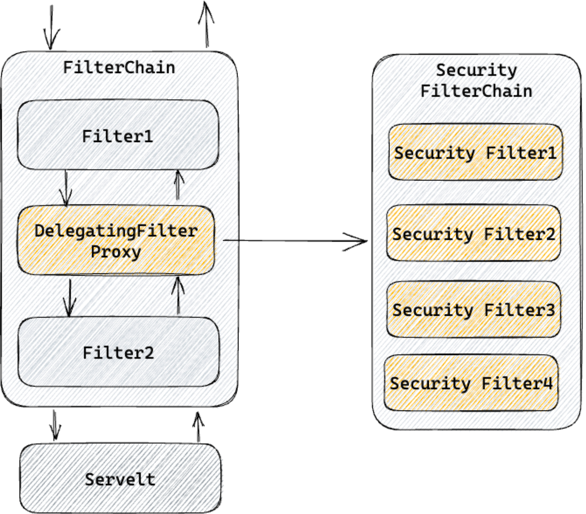 FilterChain
Filter1
DelegatingFilter
Proxy
Filter2
Servelt
Security
FilterChain
Security Filter1
Security Filter2
Security Filter3
Security Filter4